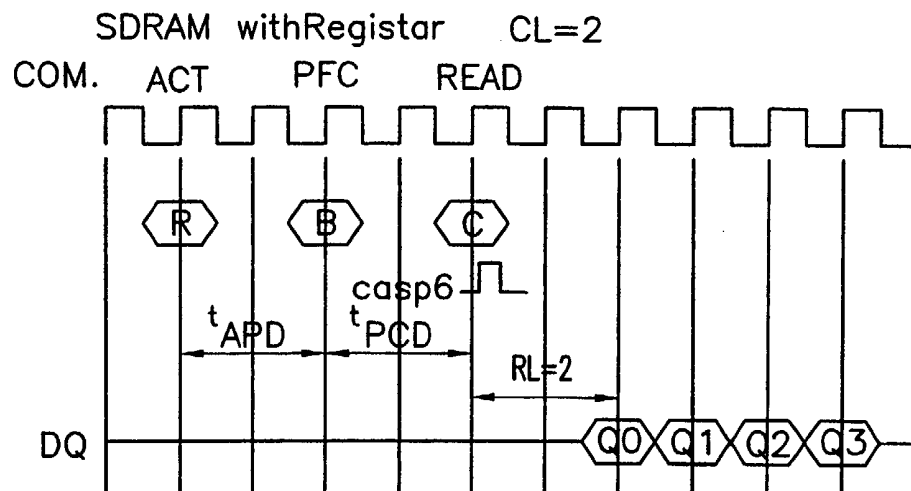 SDRAM withRegistar CL=2
COM. ACT PFC READ
R B C
casp6
tAPD tPCD
RL=2
DQ Q0 Q1 Q2 Q3